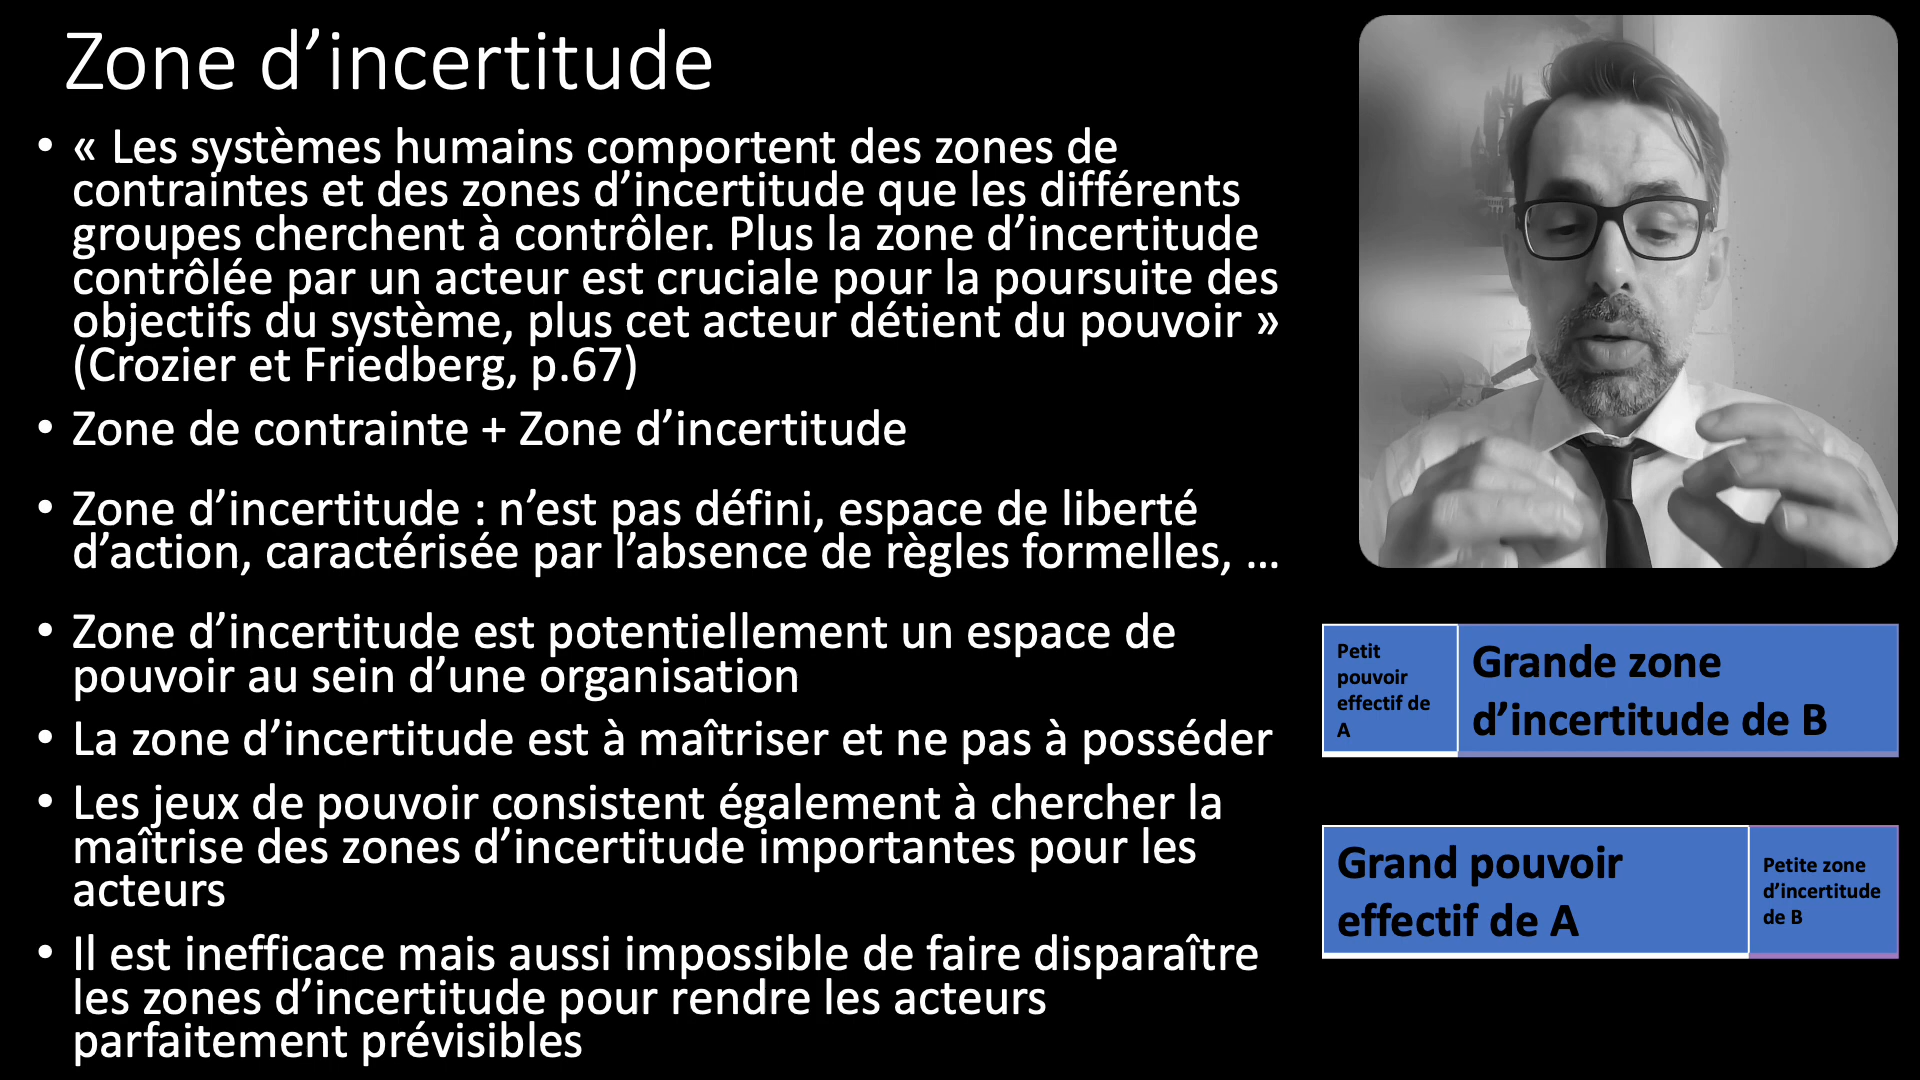 Zone d’incertitude
• « Les systèmes humains comportent des zones de
contraintes et des zones d’incertitude que les différents
groupes cherchent à contrôler. Plus la zone d’incertitude
contrôlée par un acteur est cruciale pour la poursuite des
objectifs du système, plus cet acteur détient du pouvoir »
(Crozier et Friedberg, p.67)
• Zone de contrainte + Zone d’incertitude
• Zone d’incertitude : n’est pas défini, espace de liberté
d’action, caractérisée par l’absence de règles formelles, …
• Zone d’incertitude est potentiellement un espace de
pouvoir au sein d’une organisation
• La zone d’incertitude est à maîtriser et ne pas à posséder
• Les jeux de pouvoir consistent également à chercher la
maîtrise des zones d’incertitude importantes pour les
acteurs
• Il est inefficace mais aussi impossible de faire disparaître
les zones d’incertitude pour rendre les acteurs
parfaitement prévisibles
Petit
pouvoir
effectif de
A
Grande zone
d’incertitude de B
Grand pouvoir
effectif de A
Petite zone
d’incertitude
de B